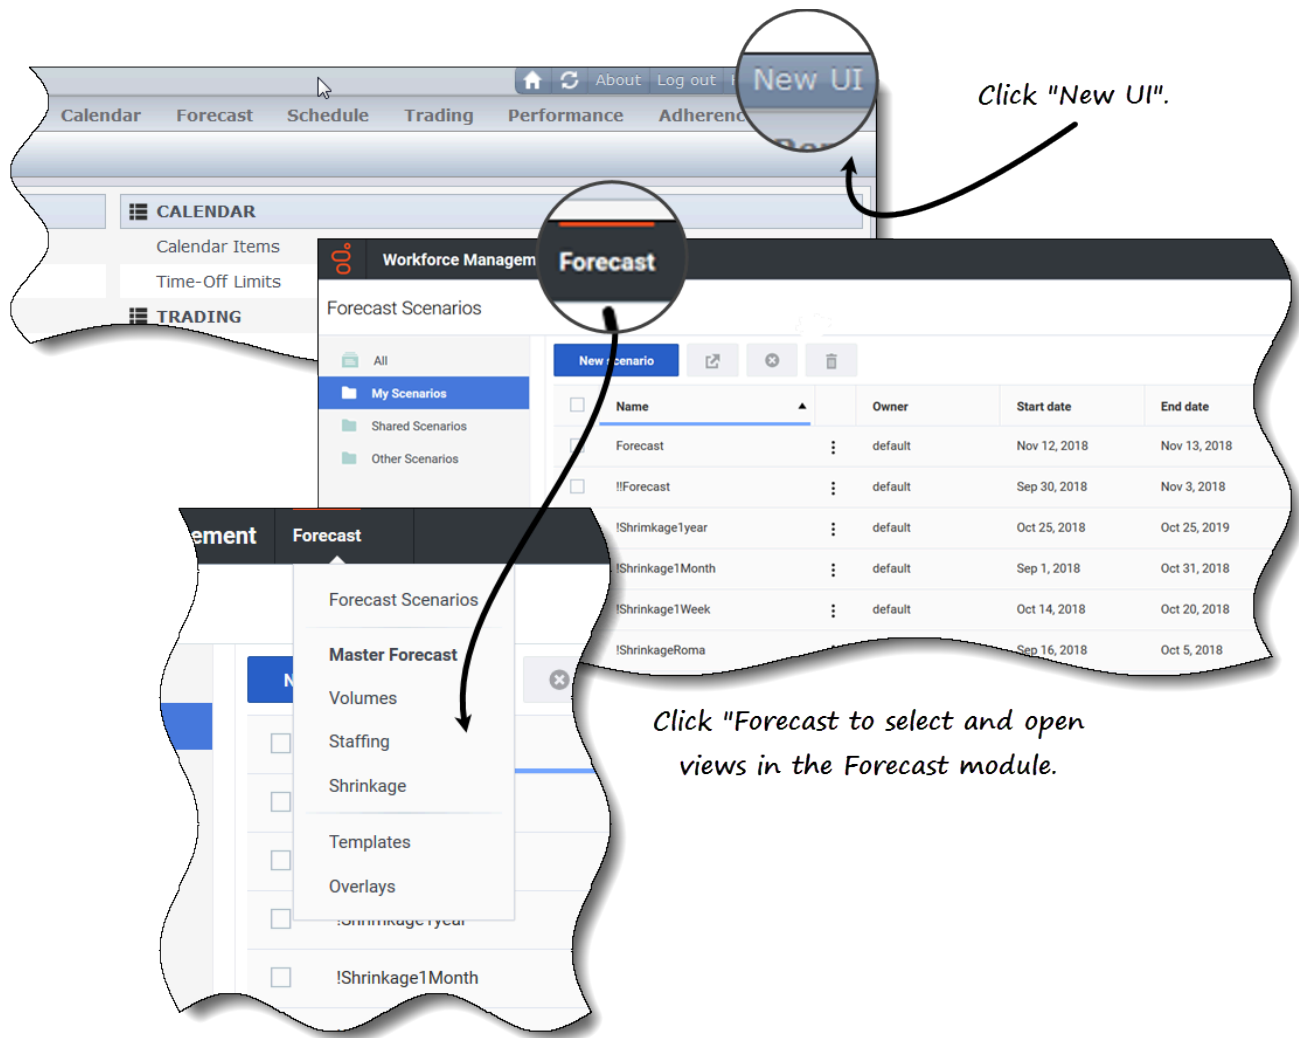 About Log out New UI
Click "New UI".
Calendar Forecast Schedule Trading Performance
CALENDAR
Calendar Items
Time-Off Limits
TRADING
Workforce Forecast
Forecast Scenarios
All
My Scenarios
Shared Scenarios
Other Scenarios
New scenario
Name Owner Start date End date
Forecast default Nov 12, 2018 Nov 13, 2018
!!Forecast default Sep 30, 2018 Nov 3, 2018
!Shrimkage1year default Oct 25, 2018 Oct 25, 2019
!Shrinkage1Month default Sep 1, 2018 Oct 31, 2018
!Shrinkage1Week default Oct 14, 2018 Oct 20, 2018
!ShrinkageRoma Sep 16, 2018 Oct 5, 2018
Click "Forecast to select and open
views in the Forecast module.
ement Forecast
Forecast Scenarios
Master Forecast
Volumes
Staffing
Shrinkage
Templates
Overlays
!Shrinkage1Month